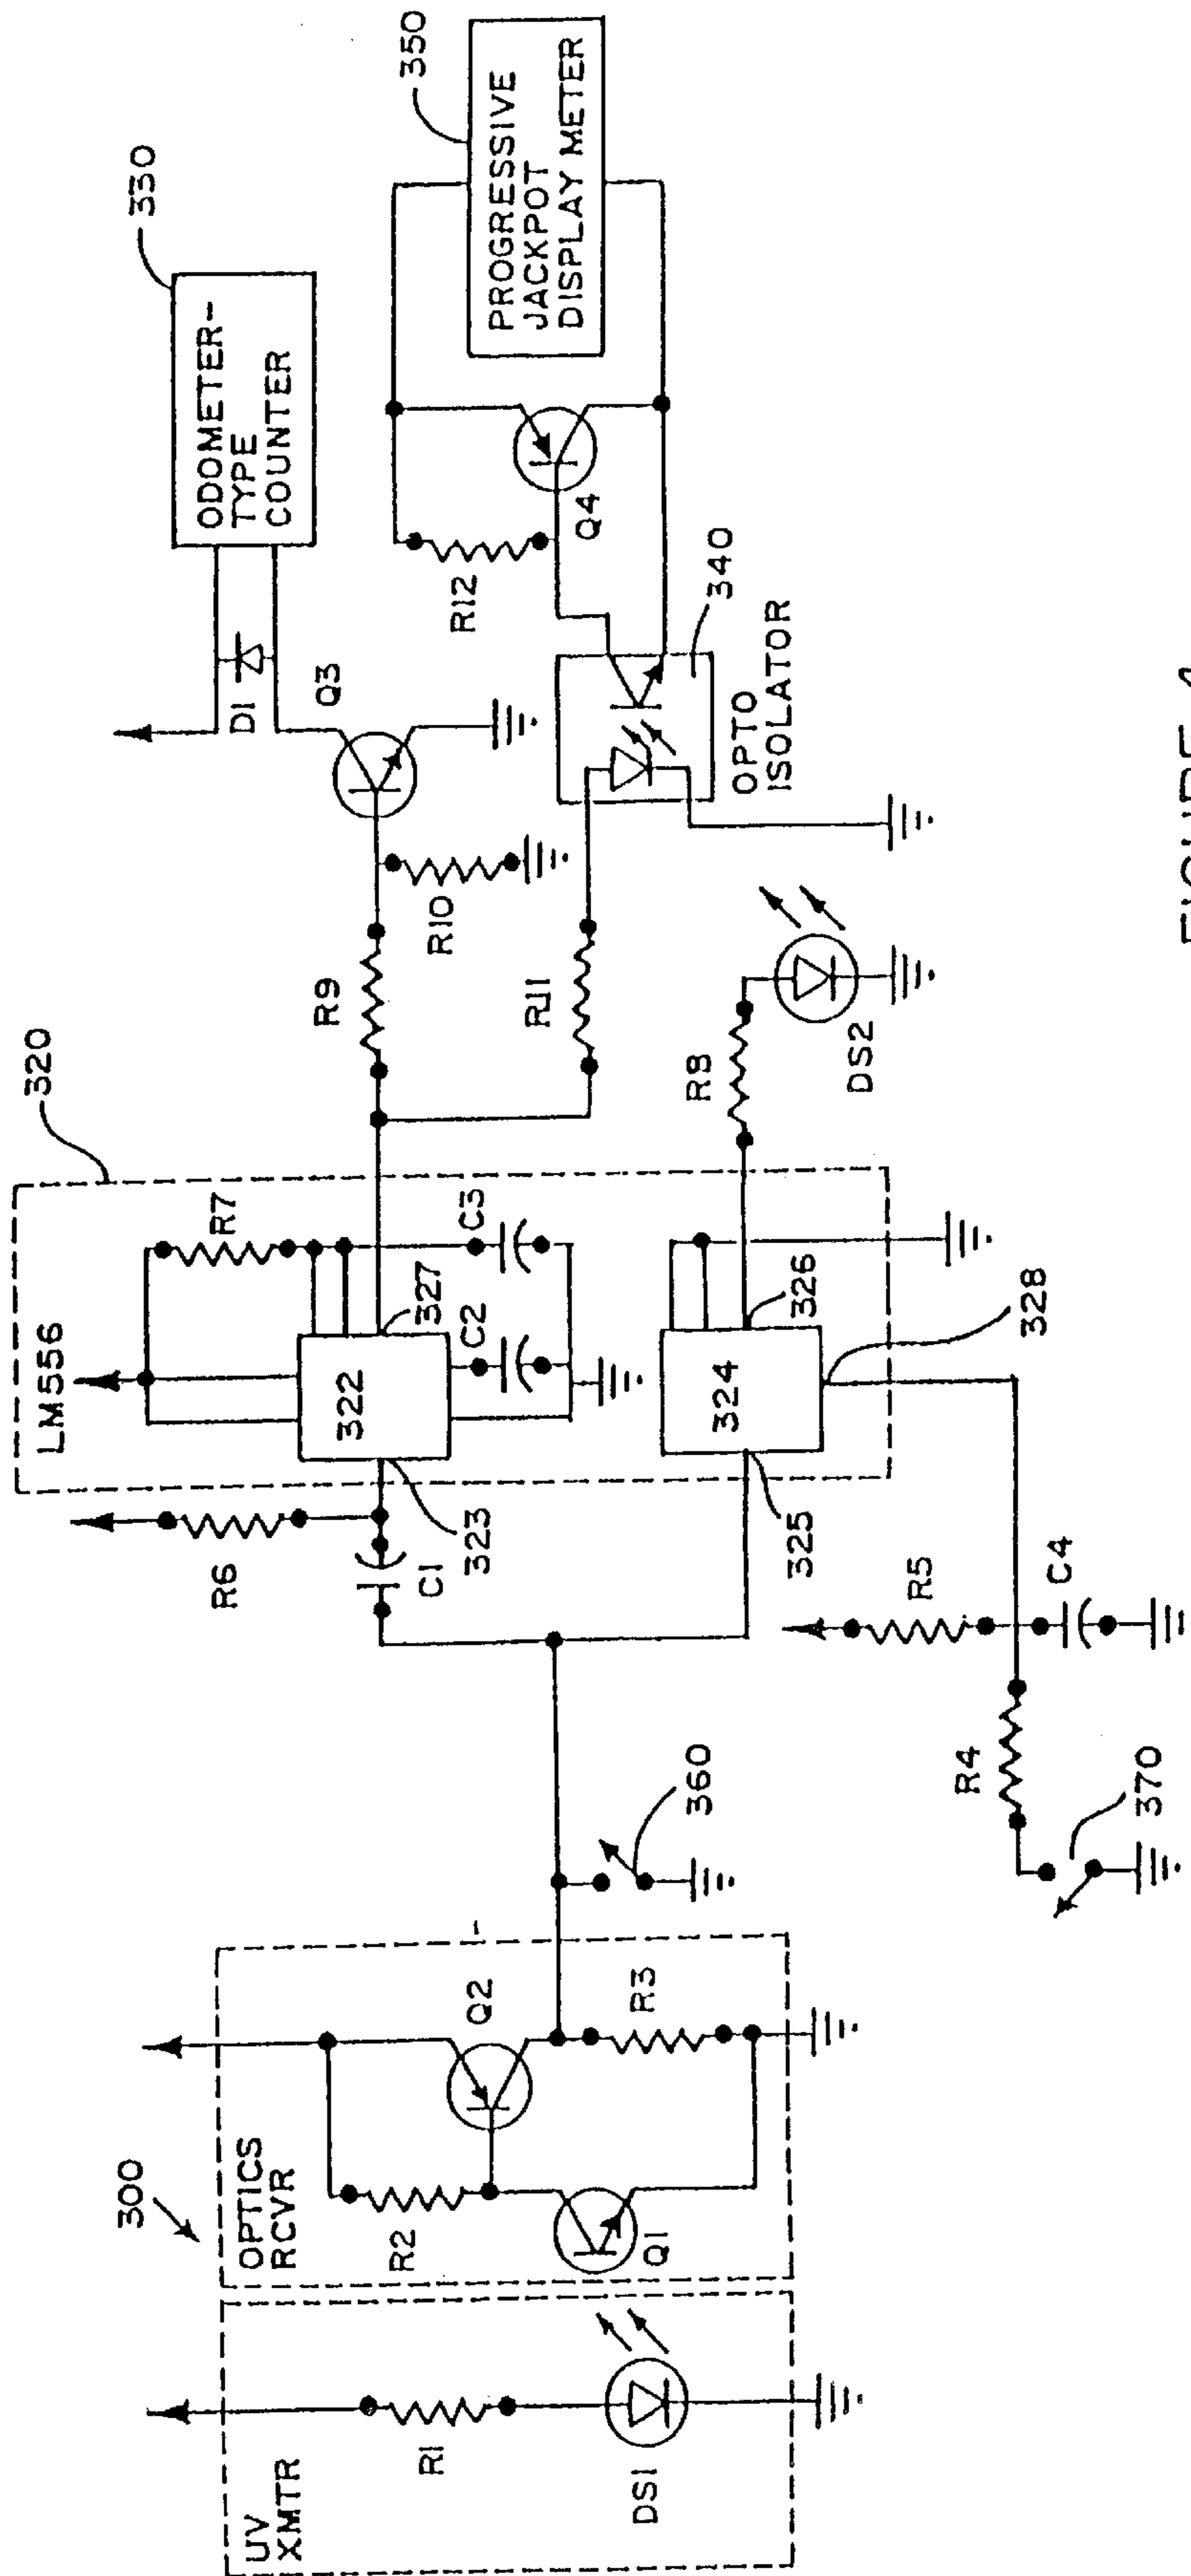 300
UV
XMTR
R1
DS1
OPTICS
RCVR
R2
Q1
Q2
R3
360
R4
370
R5
C4
R6
C1
323
325
LM556
320
322
R7
C2
C3
327
324
326
328
R8
DS2
R9
R10
R11
Q3
D1
ODOMETER-
TYPE
COUNTER
330
OPTO
ISOLATOR
340
R12
Q4
PROGRESSIVE
JACKPOT
DISPLAY METER
350